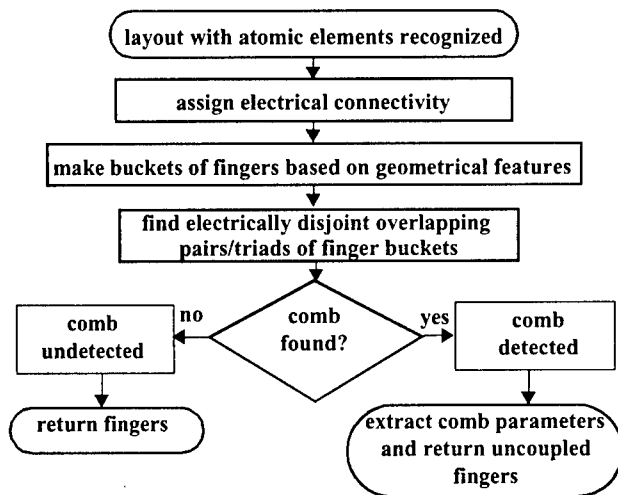 layout with atomic elements recognized
assign electrical connectivity
make buckets of fingers based on geometrical features
find electrically disjoint overlapping
pairs/triads of finger buckets
comb
undetected
no
comb
found?
yes
comb
detected
return fingers
extract comb parameters
and return uncoupled
fingers